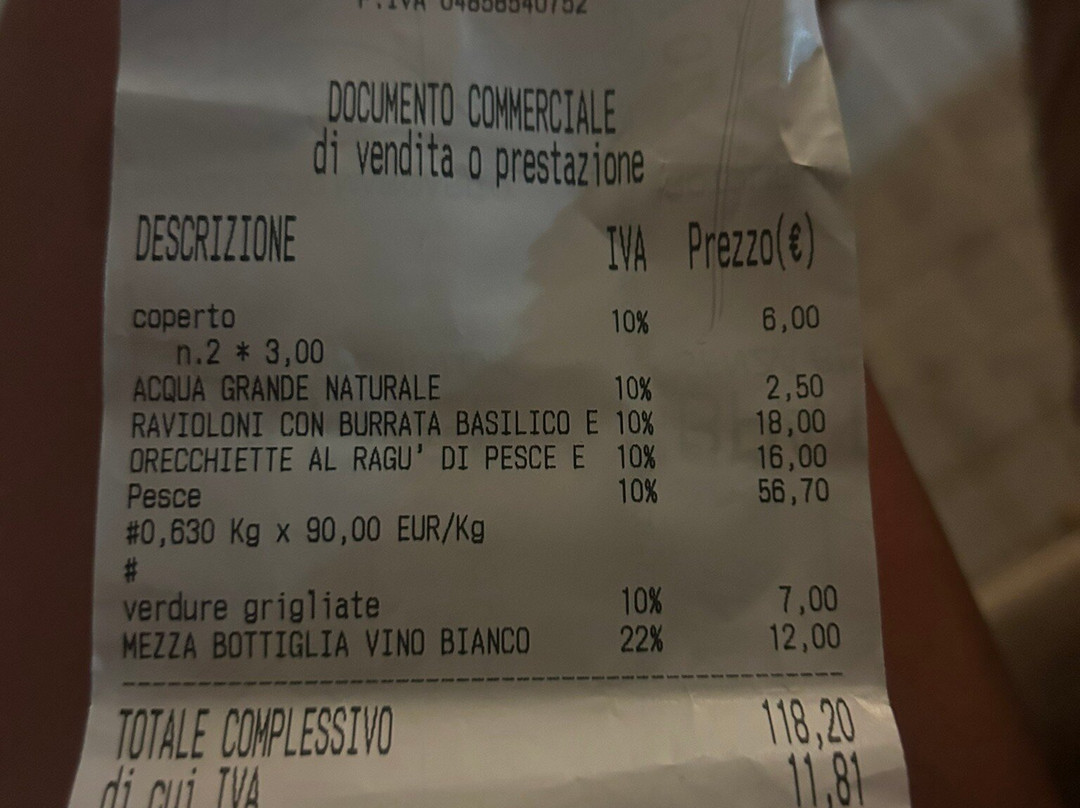 P.IVA 04858540752
DOCUMENTO COMMERCIALE
di vendita o prestazione
DESCRIZIONE IVA Prezzo(€)
coperto 10% 6,00
n.2 * 3,00
ACQUA GRANDE NATURALE 10% 2,50
RAVIOLONI CON BURRATA BASILICO E 10% 18,00
ORECCHIETTE AL RAGU' DI PESCE E 10% 16,00
Pesce 10% 56,70
#0,630 Kg x 90,00 EUR/Kg
#
verdure grigliate 10% 7,00
MEZZA BOTTIGLIA VINO BIANCO 22% 12,00
TOTALE COMPLESSIVO 118,20
di cui IVA 11,81